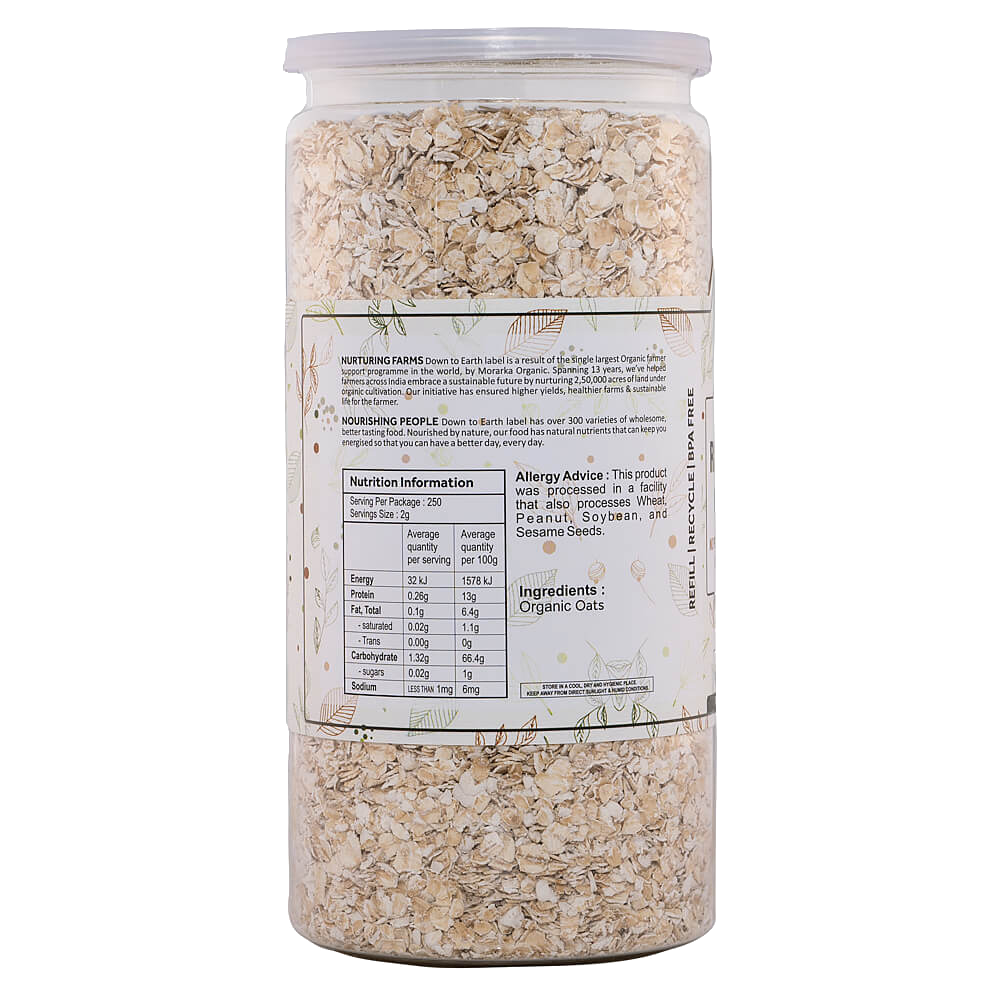 NURTURING FARMS Down to Earth label is a result of the single largest Organic farmer
support programme in the world, by Morarka Organic. Spanning 13 years, we've helped
farmers across India embrace a sustainable future by nurturing 2,50,000 acres of land under
organic cultivation. Our initiative has ensured higher yields, healthier farms & sustainable
life for the farmer.
NOURISHING PEOPLE Down to Earth label has over 300 varieties of wholesome,
better tasting food. Nourished by nature, our food has natural nutrients that can keep you
energised so that you can have a better day, every day.
Nutrition Information
Serving Per Package : 250
Servings Size : 2g
Average quantity per serving Average quantity per 100g
Energy 32 kJ 1578 kJ
Protein 0.26g 13g
Fat, Total 0.1g 6.4g
- saturated 0.02g 1.1g
- Trans 0.00g 0g
Carbohydrate 1.32g 66.4g
- sugars 0.02g 1g
Sodium LESS THAN 1mg 6mg
Allergy Advice : This product
was processed in a facility
that also processes Wheat,
Peanut, Soybean, and
Sesame Seeds.
Ingredients :
Organic Oats
STORE IN A COOL, DRY AND HYGIENIC PLACE
KEEP AWAY FROM DIRECT SUNLIGHT & HUMID CONDITIONS
REFILL | RECYCLE | BPA FREE